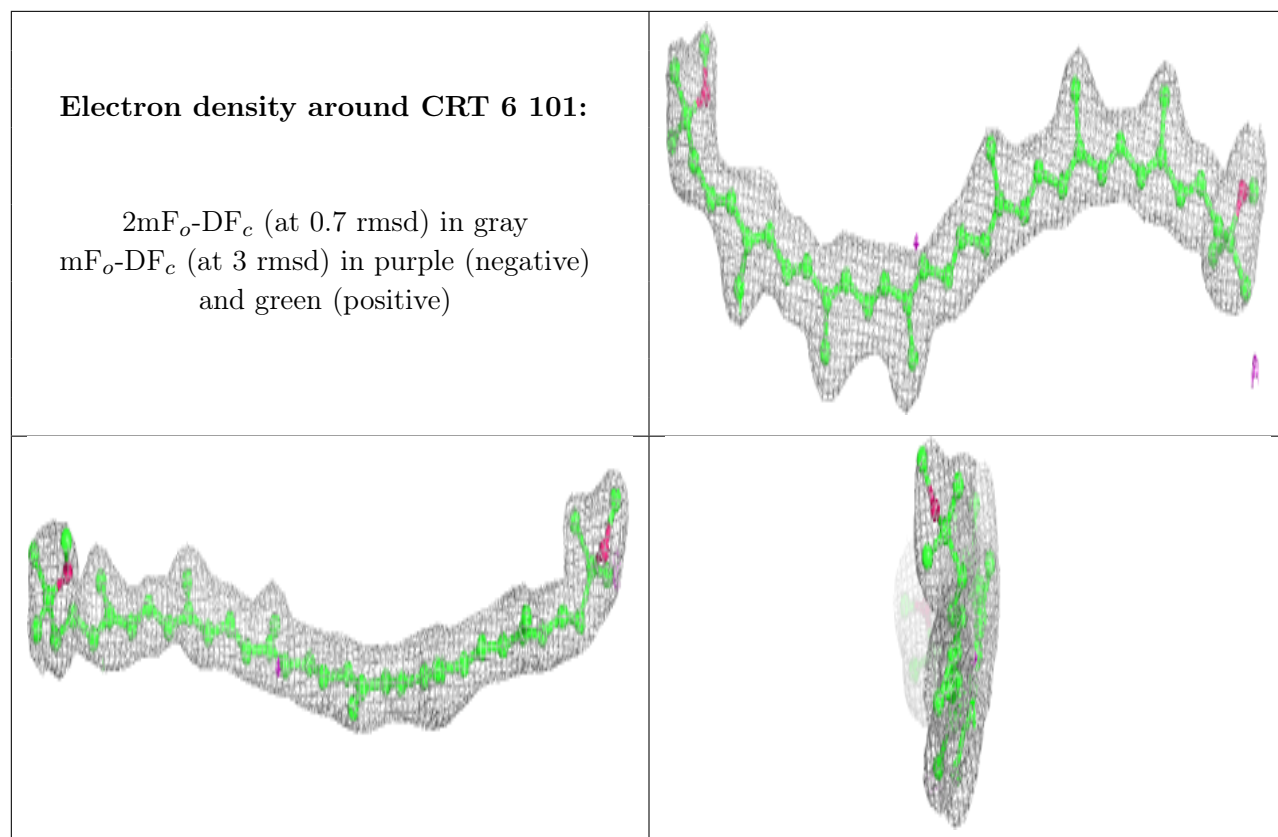 Electron density around CRT 6 101:
2mFo-DFc (at 0.7 rmsd) in gray
mFo-DFc (at 3 rmsd) in purple (negative)
and green (positive)